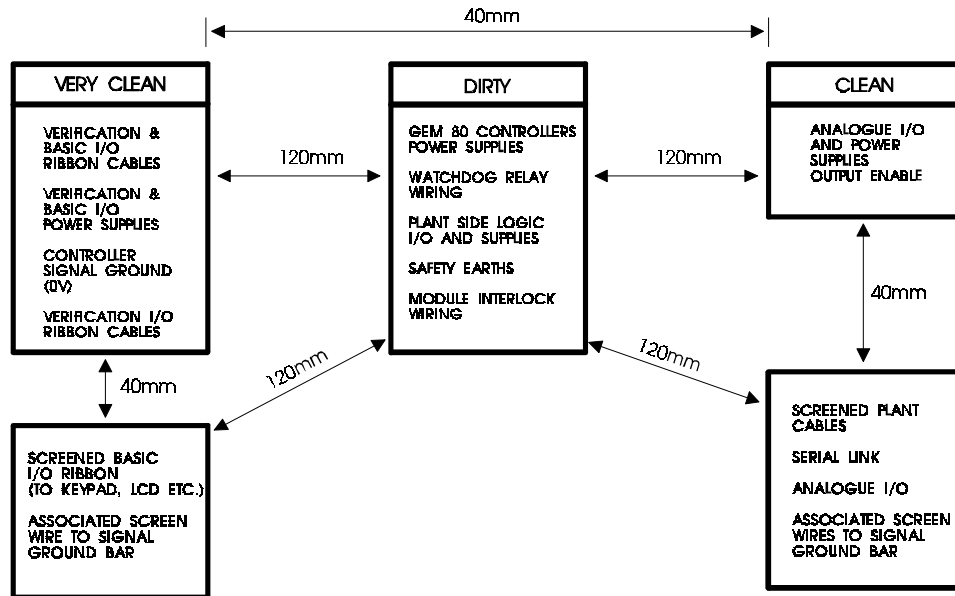 40mm
VERY CLEAN
VERIFICATION &
BASIC I/O
RIBBON CABLES
VERIFICATION &
BASIC I/O
POWER SUPPLIES
CONTROLLER
SIGNAL GROUND
(0V)
VERIFICATION I/O
RIBBON CABLES
120mm
DIRTY
GEM 80 CONTROLLERS
POWER SUPPLIES
WATCHDOG RELAY
WIRING
PLANT SIDE LOGIC
I/O AND SUPPLIES
SAFETY EARTHS
MODULE INTERLOCK
WIRING
120mm
CLEAN
ANALOGUE I/O
AND POWER
SUPPLIES
OUTPUT ENABLE
40mm
120mm
120mm
40mm
SCREENED BASIC
I/O RIBBON
(TO KEYPAD, LCD ETC.)
ASSOCIATED SCREEN
WIRE TO SIGNAL
GROUND BAR
SCREENED PLANT
CABLES
SERIAL LINK
ANALOGUE I/O
ASSOCIATED SCREEN
WIRES TO SIGNAL
GROUND BAR